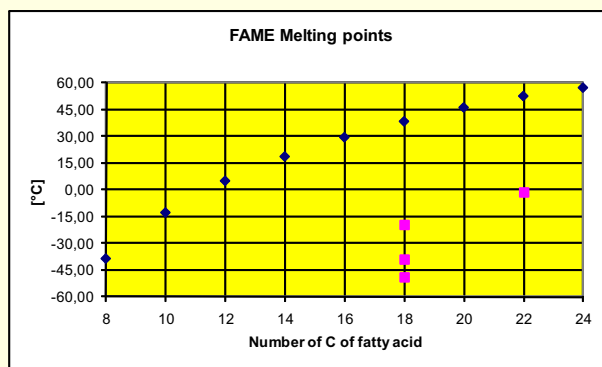 FAME Melting points
60,00
45,00
30,00
15,00
0,00
-15,00
-30,00
-45,00
-60,00
[°C]
8 10 12 14 16 18 20 22 24
Number of C of fatty acid